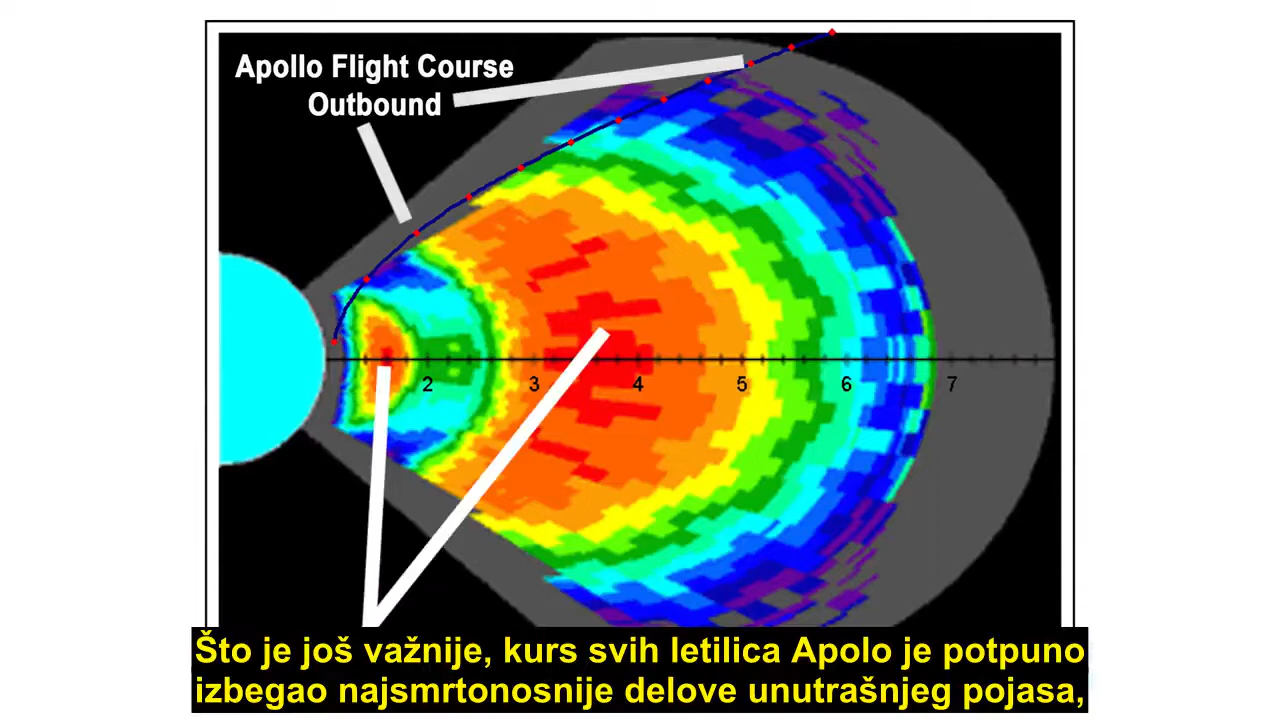 Apollo Flight Course
Outbound
2 3 4 5 6 7
Što je još važnije, kurs svih letilica Apolo je potpuno
izbegao najsmrtonosnije delove unutrašnjeg pojasa,